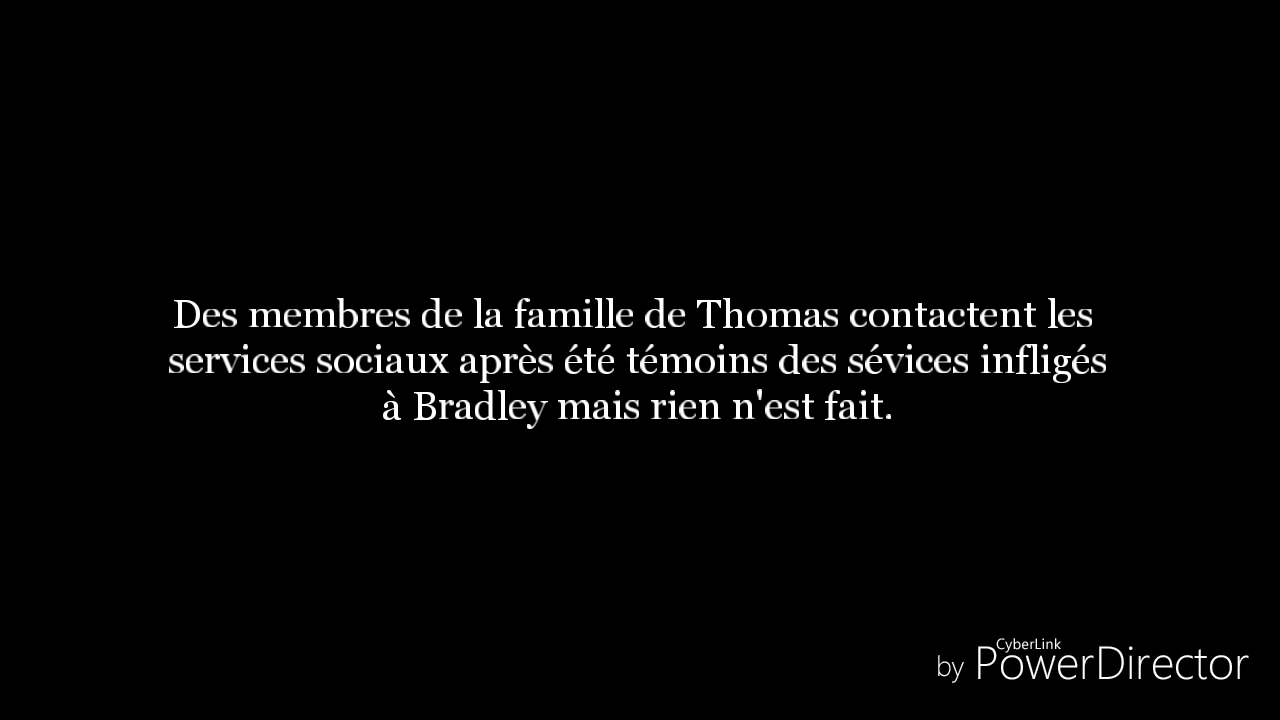 Des membres de la famille de Thomas contactent les
services sociaux après été témoins des sévices infligés
à Bradley mais rien n'est fait.
CyberLink
by PowerDirector